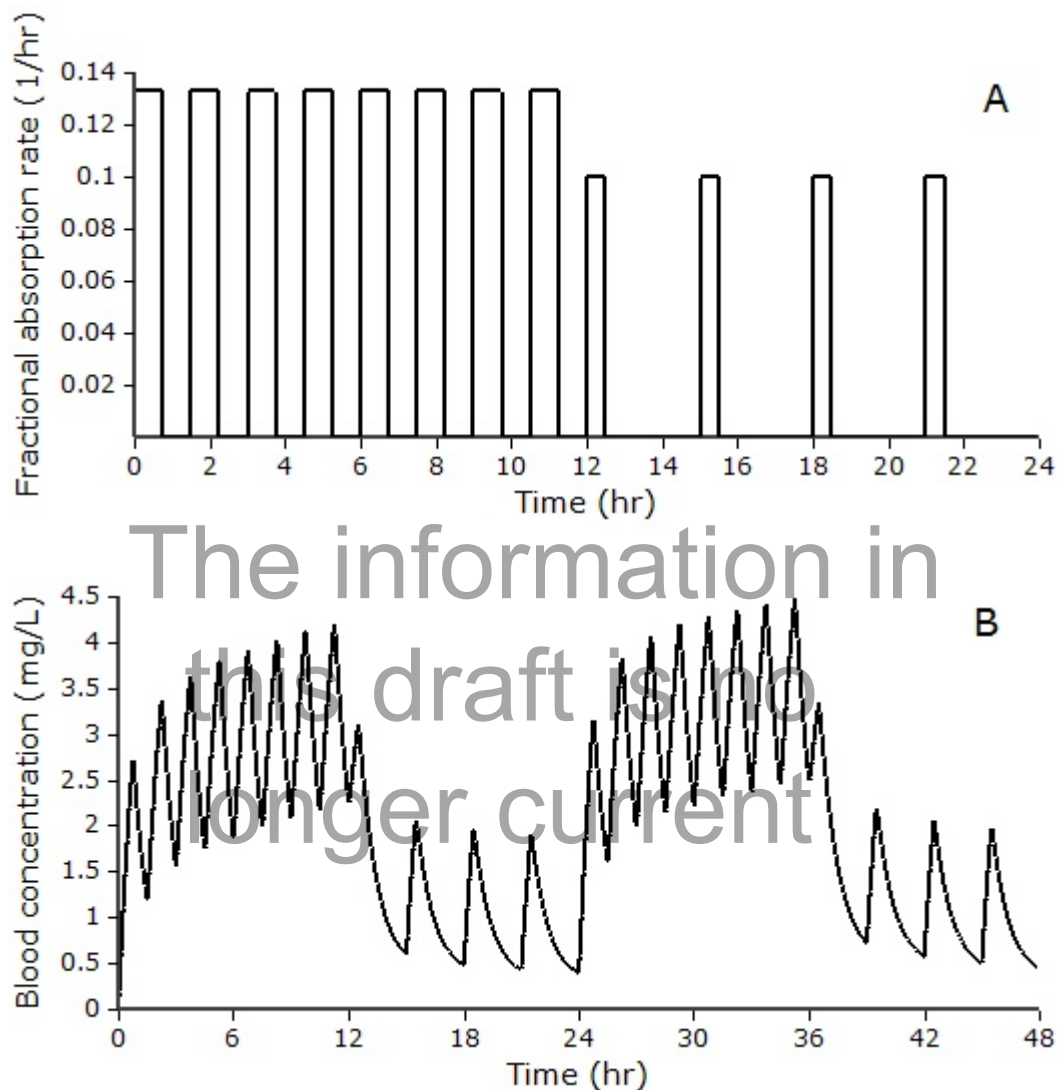 Fractional absorption rate ( 1/hr)
0.14
0.12
0.1
0.08
0.06
0.04
0.02
A
0 2 4 6 8 10 12 14 16 18 20 22 24
Time (hr)
The information in
this draft is no
longer current
Blood concentration (mg/L)
4.5
4
3.5
3
2.5
2
1.5
1
0.5
0
B
0 6 12 18 24 30 36 42 48
Time (hr)